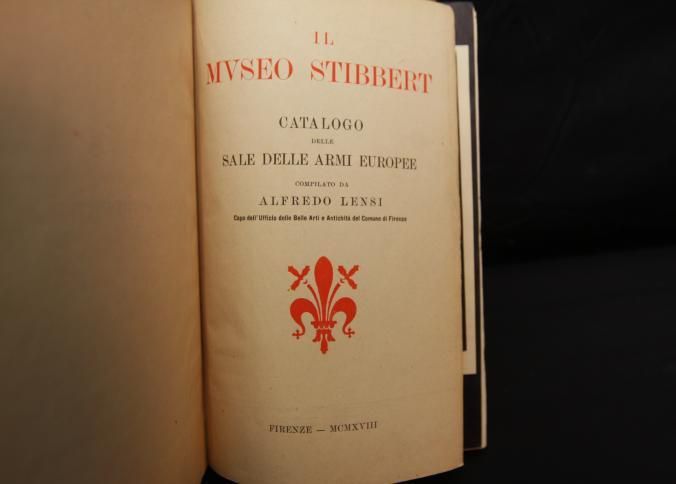 IL
MVSEO STIBBERT
CATALOGO
DELLE
SALE DELLE ARMI EUROPEE
COMPILATO DA
ALFREDO LENSI
Capo dell'Ufficio delle Belle Arti e Antichità del Comune di Firenze
FIRENZE — MCMXVIII